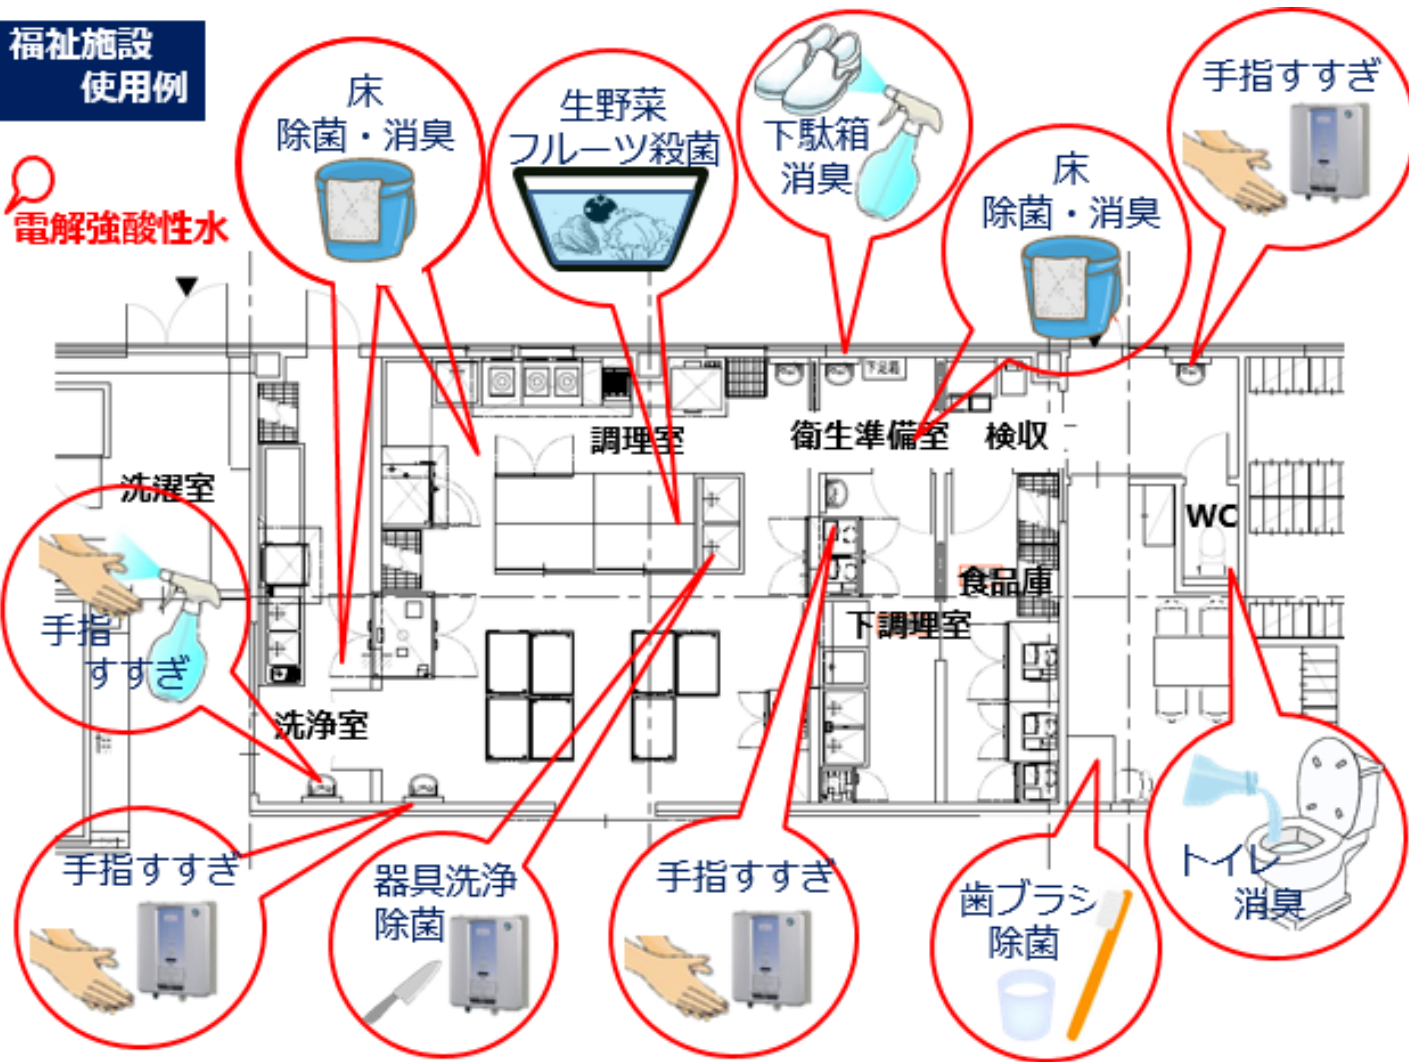 福祉施設
使用例
電解強酸性水
床
除菌・消臭
生野菜
フルーツ殺菌
下駄箱
消臭
床
除菌・消臭
手指すすぎ
下足箱
調理室
衛生準備室
検収
洗濯室
WC
食品庫
下調理室
手指
すすぎ
洗浄室
手指すすぎ
器具洗浄
除菌
手指すすぎ
歯ブラシ
除菌
トイレ
消臭